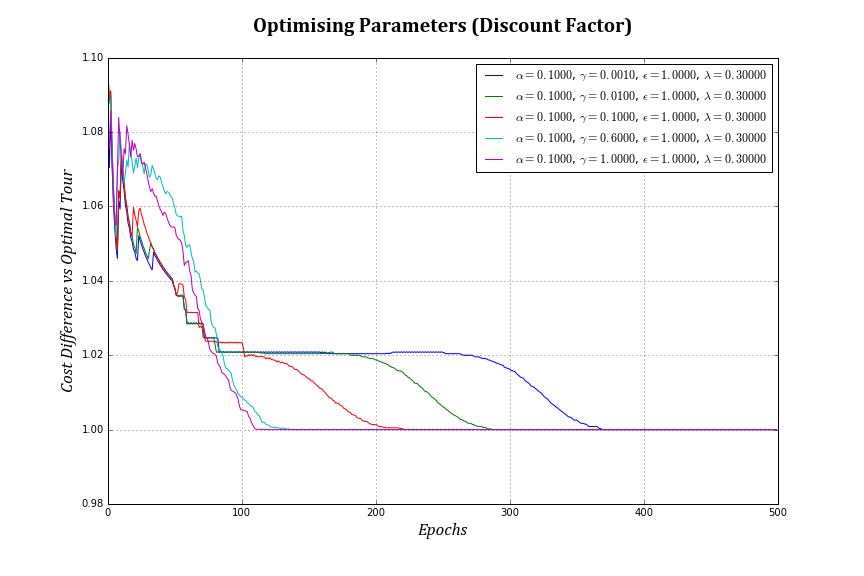 Optimising Parameters (Discount Factor)
1.10
1.08
1.06
1.04
1.02
1.00
0.98
Cost Difference vs Optimal Tour
α = 0.1000, γ = 0.0010, ϵ = 1.0000, λ = 0.30000
α = 0.1000, γ = 0.0100, ϵ = 1.0000, λ = 0.30000
α = 0.1000, γ = 0.1000, ϵ = 1.0000, λ = 0.30000
α = 0.1000, γ = 0.6000, ϵ = 1.0000, λ = 0.30000
α = 0.1000, γ = 1.0000, ϵ = 1.0000, λ = 0.30000
0 100 200 300 400 500
Epochs